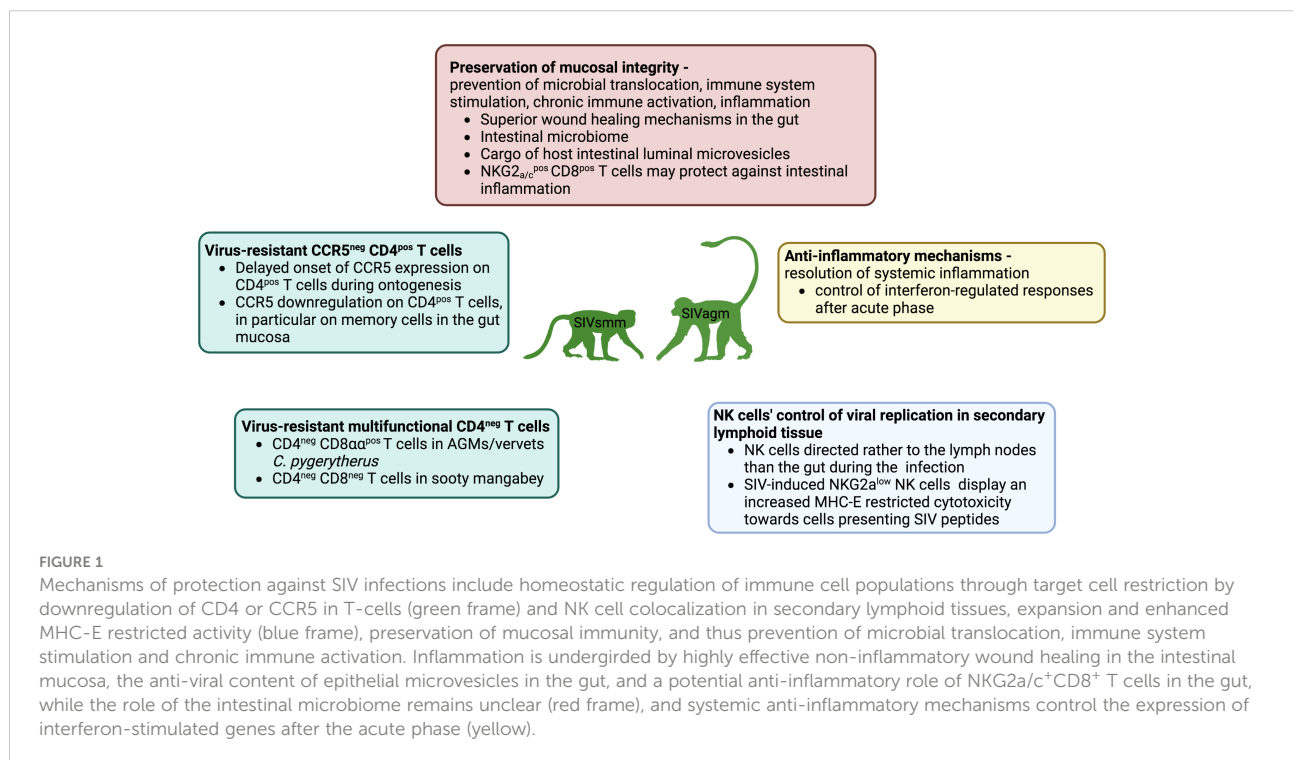 Preservation of mucosal integrity -
prevention of microbial translocation, immune system
stimulation, chronic immune activation, inflammation
• Superior wound healing mechanisms in the gut
• Intestinal microbiome
• Cargo of host intestinal luminal microvesicles
• NKG2a/cpos CD8pos T cells may protect against intestinal
inflammation
Virus-resistant CCR5neg CD4pos T cells
• Delayed onset of CCR5 expression on
CD4pos T cells during ontogenesis
• CCR5 downregulation on CD4pos T cells,
in particular on memory cells in the gut
mucosa
SIVsmm
SIVagm
Anti-inflammatory mechanisms -
resolution of systemic inflammation
• control of interferon-regulated responses
after acute phase
Virus-resistant multifunctional CD4neg T cells
• CD4neg CD8ααpos T cells in AGMs/vervets
C. pygerytherus
• CD4neg CD8neg T cells in sooty mangabey
NK cells' control of viral replication in secondary
lymphoid tissue
• NK cells directed rather to the lymph nodes
than the gut during the infection
• SIV-induced NKG2alow NK cells display an
increased MHC-E restricted cytotoxicity
towards cells presenting SIV peptides
FIGURE 1
Mechanisms of protection against SIV infections include homeostatic regulation of immune cell populations through target cell restriction by
downregulation of CD4 or CCR5 in T-cells (green frame) and NK cell colocalization in secondary lymphoid tissues, expansion and enhanced
MHC-E restricted activity (blue frame), preservation of mucosal immunity, and thus prevention of microbial translocation, immune system
stimulation and chronic immune activation. Inflammation is undergirded by highly effective non-inflammatory wound healing in the intestinal
mucosa, the anti-viral content of epithelial microvesicles in the gut, and a potential anti-inflammatory role of NKG2a/c+CD8+ T cells in the gut,
while the role of the intestinal microbiome remains unclear (red frame), and systemic anti-inflammatory mechanisms control the expression of
interferon-stimulated genes after the acute phase (yellow).